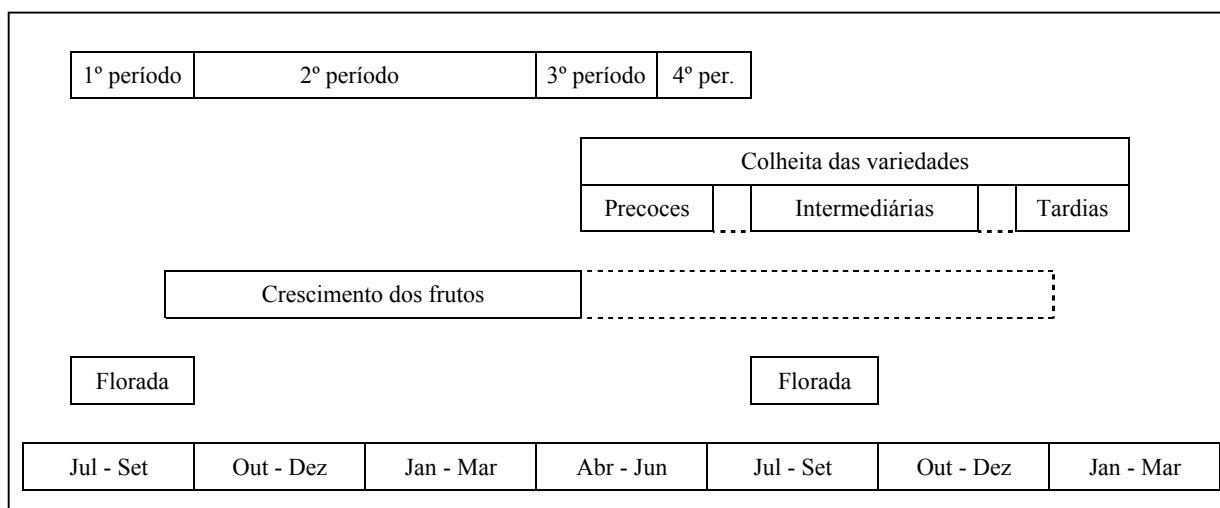 1º período 2º período 3º período 4º per.
Colheita das variedades
Precoces Intermediárias Tardias
Crescimento dos frutos
Florada Florada
Jul - Set Out - Dez Jan - Mar Abr - Jun Jul - Set Out - Dez Jan - Mar